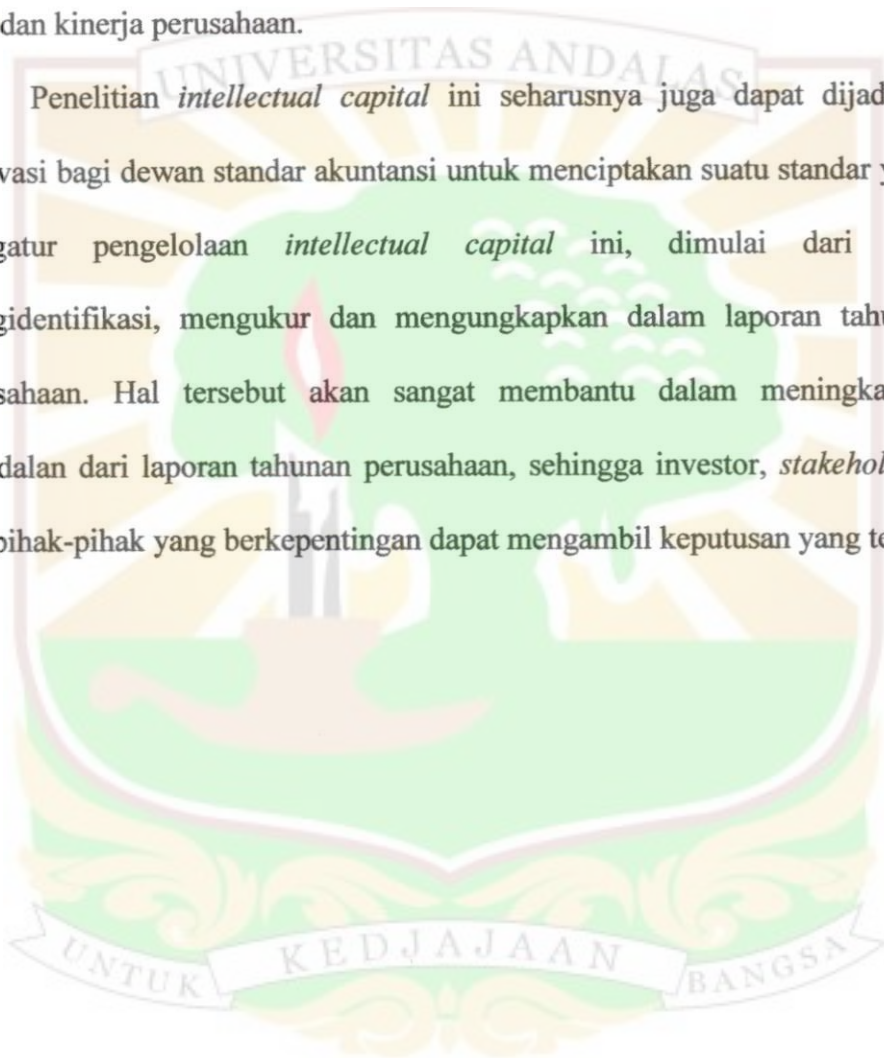 dan kinerja perusahaan.
UNIVERSITAS ANDALAS
Penelitian intellectual capital ini seharusnya juga dapat dijad
vasi bagi dewan standar akuntansi untuk menciptakan suatu standar y
gatur pengelolaan intellectual capital ini, dimulai dari
gidentifikasi, mengukur dan mengungkapkan dalam laporan tahu
sahaan. Hal tersebut akan sangat membantu dalam meningka
dalan dari laporan tahunan perusahaan, sehingga investor, stakehol
pihak-pihak yang berkepentingan dapat mengambil keputusan yang te
UNTUK KEDJAJAAN BANGSA